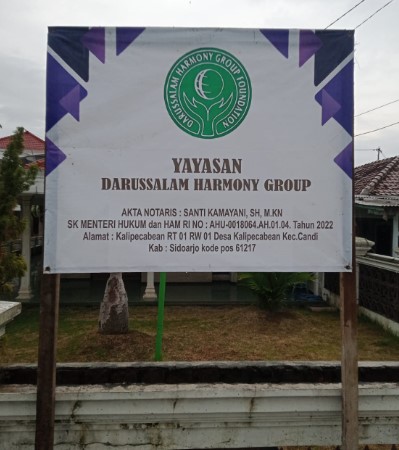 DARUSSALAM HARMONY GROUP FOUNDATION
YAYASAN
DARUSSALAM HARMONY GROUP
AKTA NOTARIS : SANTI KAMAYANI, SH, M.KN
SK MENTERI HUKUM dan HAM RI NO : AHU-0018064.AH.01.04. Tahun 2022
Alamat : Kalipecabean RT 01 RW 01 Desa Kalipecabean Kec.Candi
Kab : Sidoarjo kode pos 61217